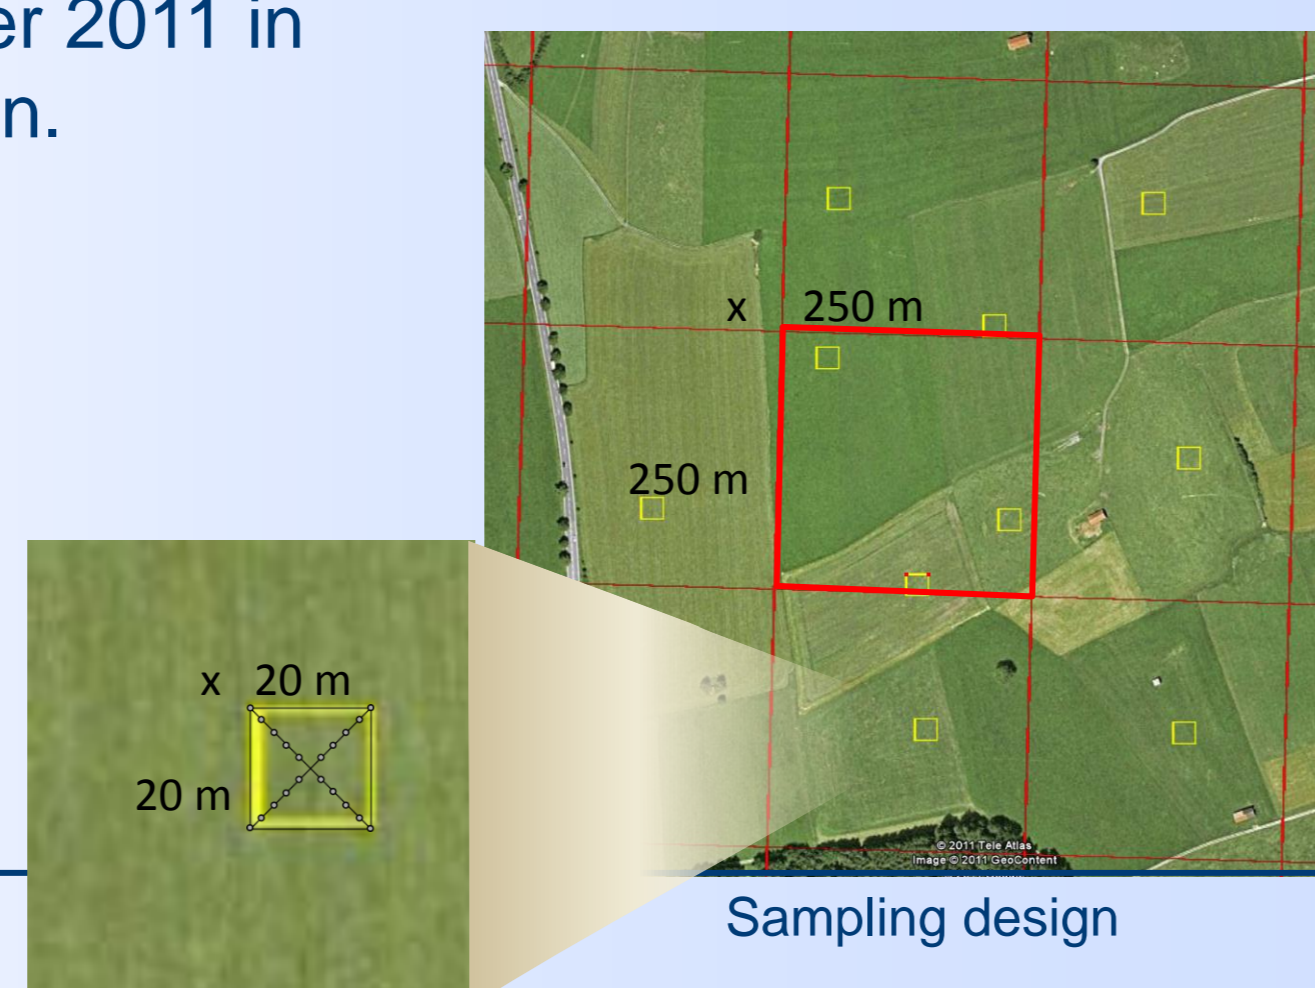 er 2011 in
n.
x 250 m
250 m
x 20 m
20 m
© 2011 Tele Atlas
Image © 2011 GeoContent
Sampling design